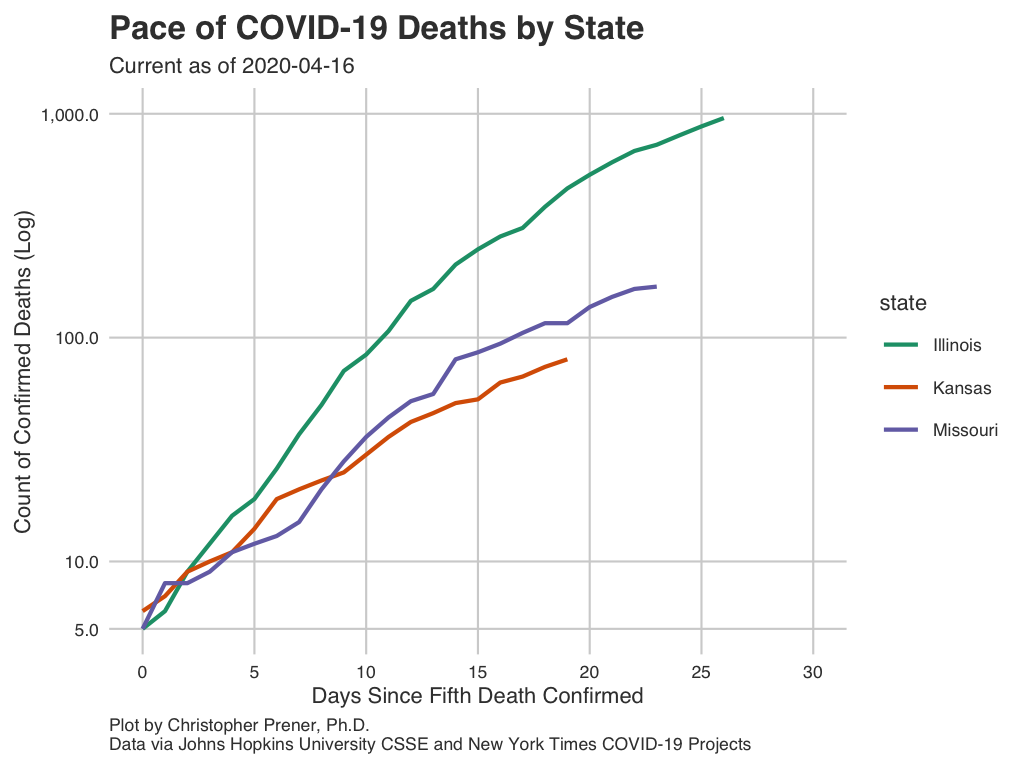 Pace of COVID-19 Deaths by State
Current as of 2020-04-16
Count of Confirmed Deaths (Log)
1,000.0
100.0
10.0
5.0
0 5 10 15 20 25 30
Days Since Fifth Death Confirmed
state
Illinois
Kansas
Missouri
Plot by Christopher Prener, Ph.D.
Data via Johns Hopkins University CSSE and New York Times COVID-19 Projects